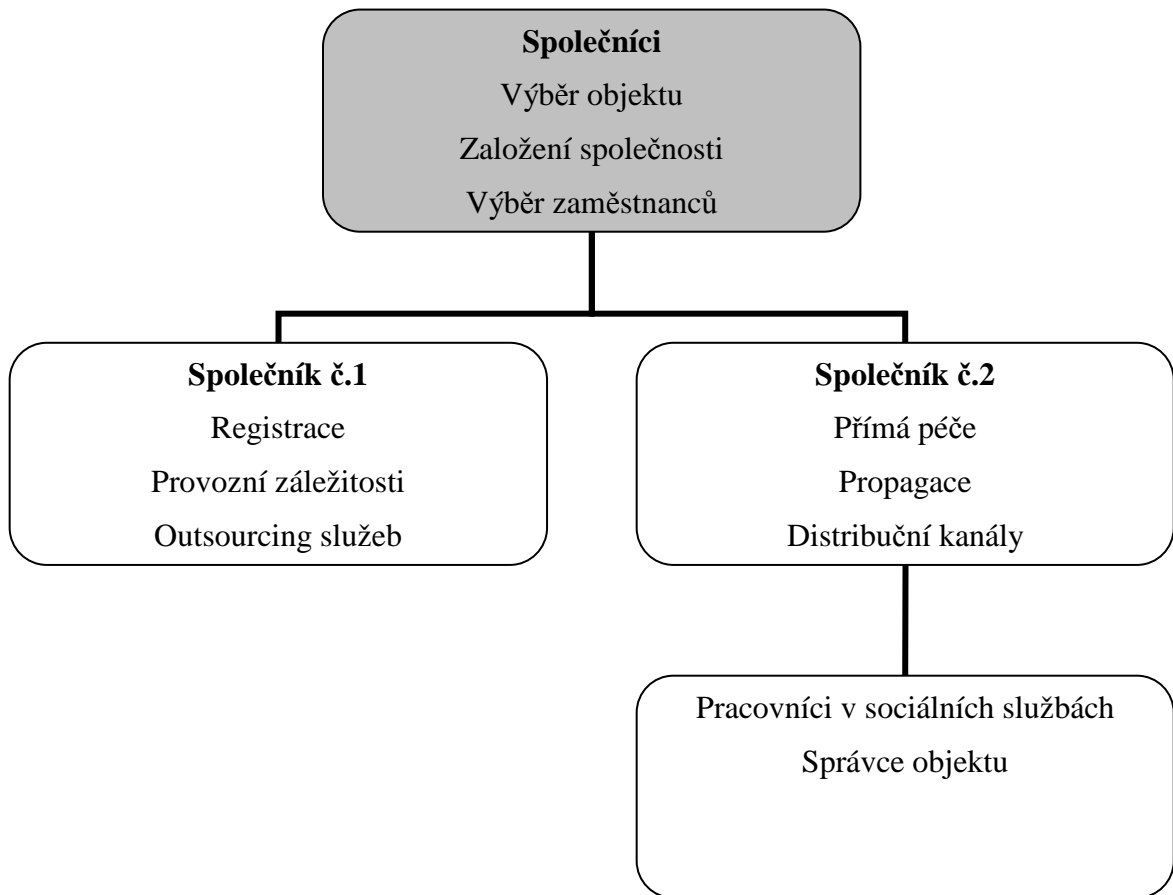 Společníci
Výběr objektu
Založení společnosti
Výběr zaměstnanců
Společník č.1
Registrace
Provozní záležitosti
Outsourcing služeb
Společník č.2
Přímá péče
Propagace
Distribuční kanály
Pracovníci v sociálních službách
Správce objektu